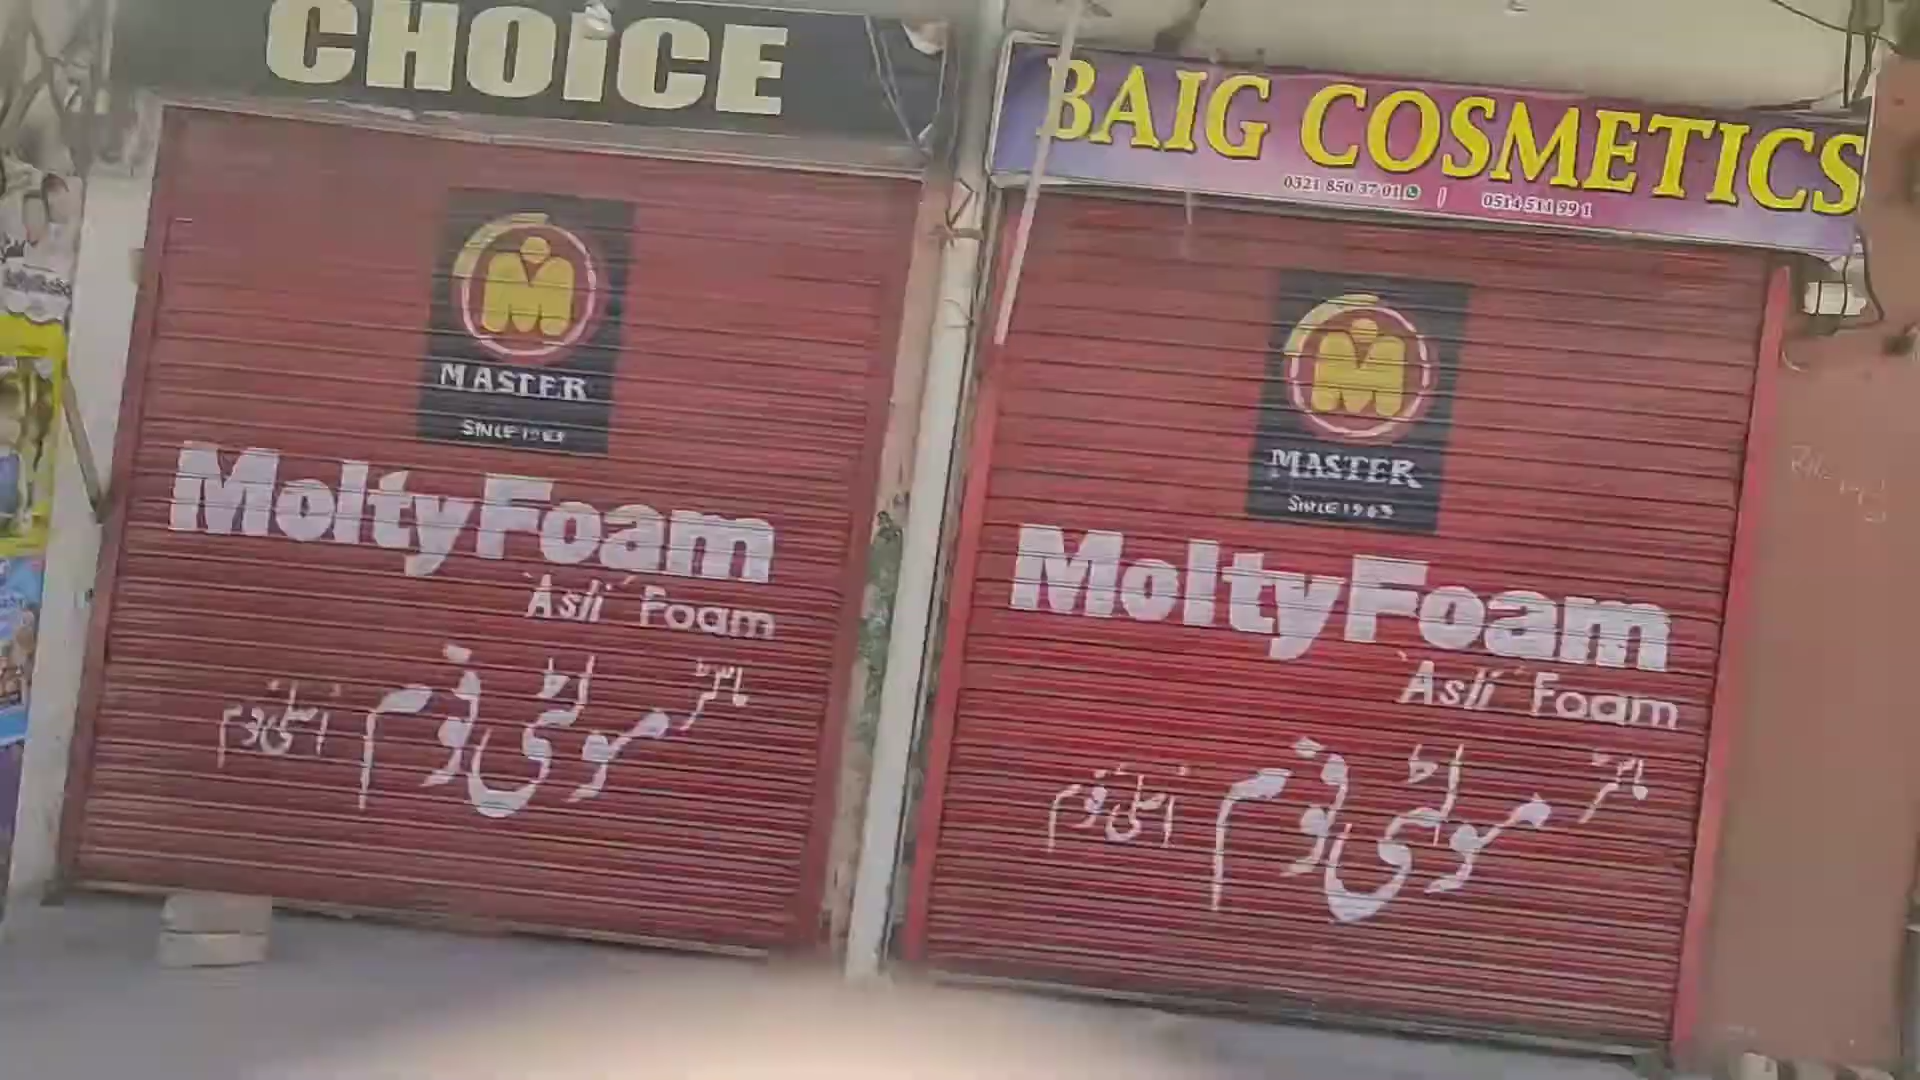 CHOICE
MASTER
SINCE 1963
MoltyFoam
'Asli' Foam
ماسٹر مولٹی فوم اصلی فوم
BAIG COSMETICS
0321 850 37 01 | 0514 511 99 1
MASTER
SINCE 1963
MoltyFoam
'Asli' Foam
ماسٹر مولٹی فوم اصلی فوم